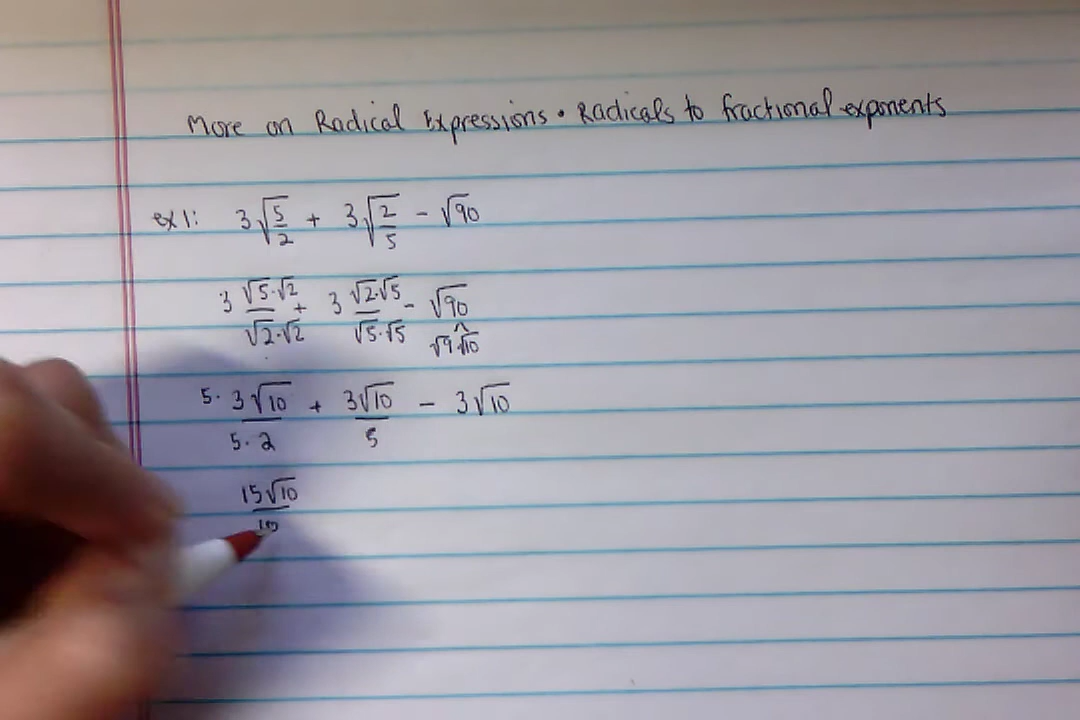 More on Radical Expressions • Radicals to fractional exponents
ex 1: 3√(5/2) + 3√(2/5) - √90
3 (√5·√2)/(√2·√2) + 3 (√2·√5)/(√5·√5) - √90
√9·√10
(5·3√10)/(5·2) + (3√10)/5 - 3√10
(15√10)/10